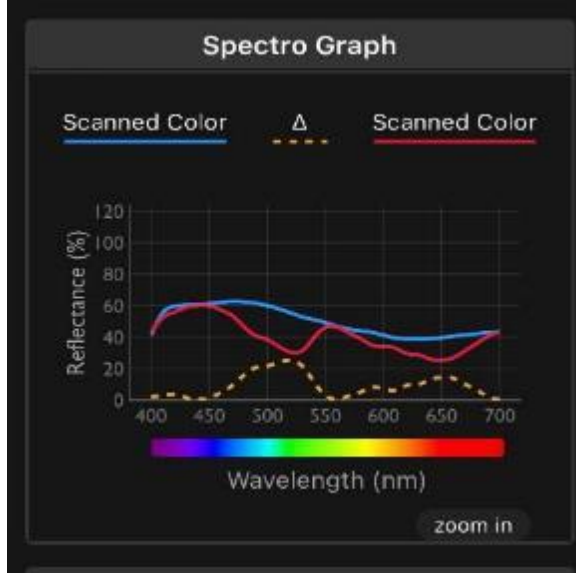 Spectro Graph
Scanned Color Δ Scanned Color
120
100
80
60
40
20
0
Reflectance (%)
400 450 500 550 600 650 700
Wavelength (nm)
zoom in